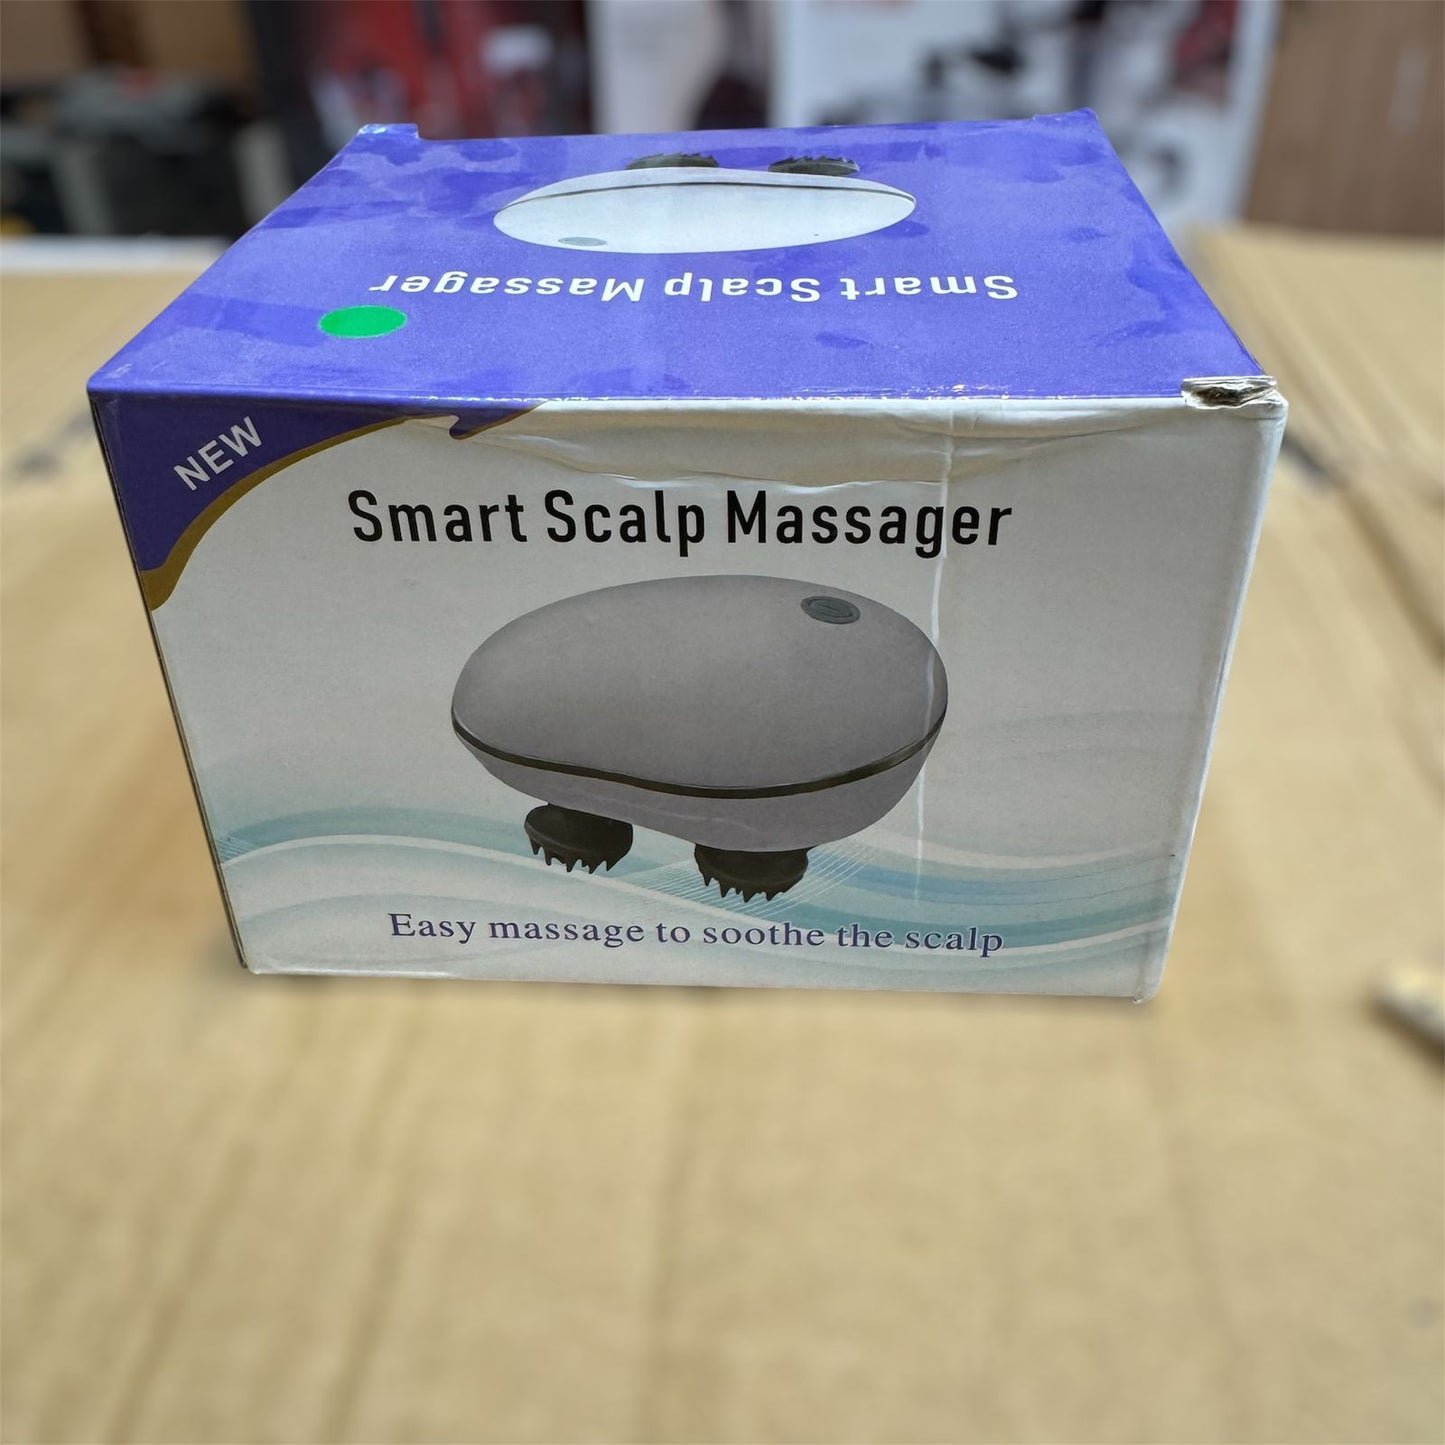 Smart Scalp Massager
NEW
Smart Scalp Massager
Easy massage to soothe the scalp